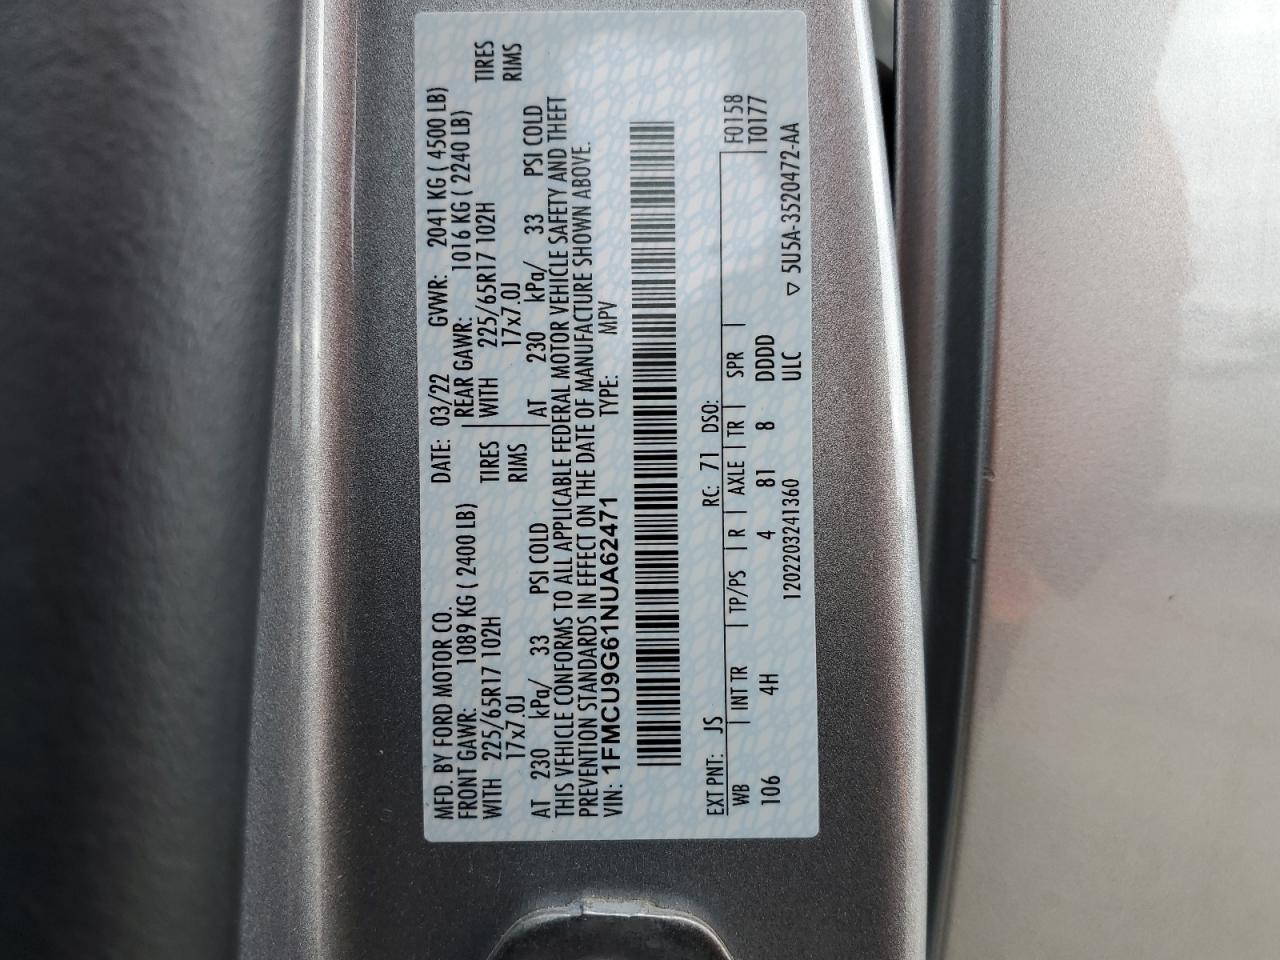 MFD. BY FORD MOTOR CO. DATE: 03/22 GVWR: 2041 KG ( 4500 LB)
FRONT GAWR: 1089 KG ( 2400 LB) REAR GAWR: 1016 KG ( 2240 LB)
WITH 225/65R17 102H TIRES WITH 225/65R17 102H TIRES
17x7.0J RIMS 17x7.0J RIMS
AT 230 kPa/ 33 PSI COLD AT 230 kPa/ 33 PSI COLD
THIS VEHICLE CONFORMS TO ALL APPLICABLE FEDERAL MOTOR VEHICLE SAFETY AND THEFT
PREVENTION STANDARDS IN EFFECT ON THE DATE OF MANUFACTURE SHOWN ABOVE.
VIN: 1FMCU9G61NUA62471 TYPE: MPV
EXT PNT: JS RC: 71 DSO: F0158
WB INT TR TP/PS R AXLE TR SPR T0177
106 4H 4 81 8 DDDD
1202203241360 ULC ▽ 5U5A-3520472-AA